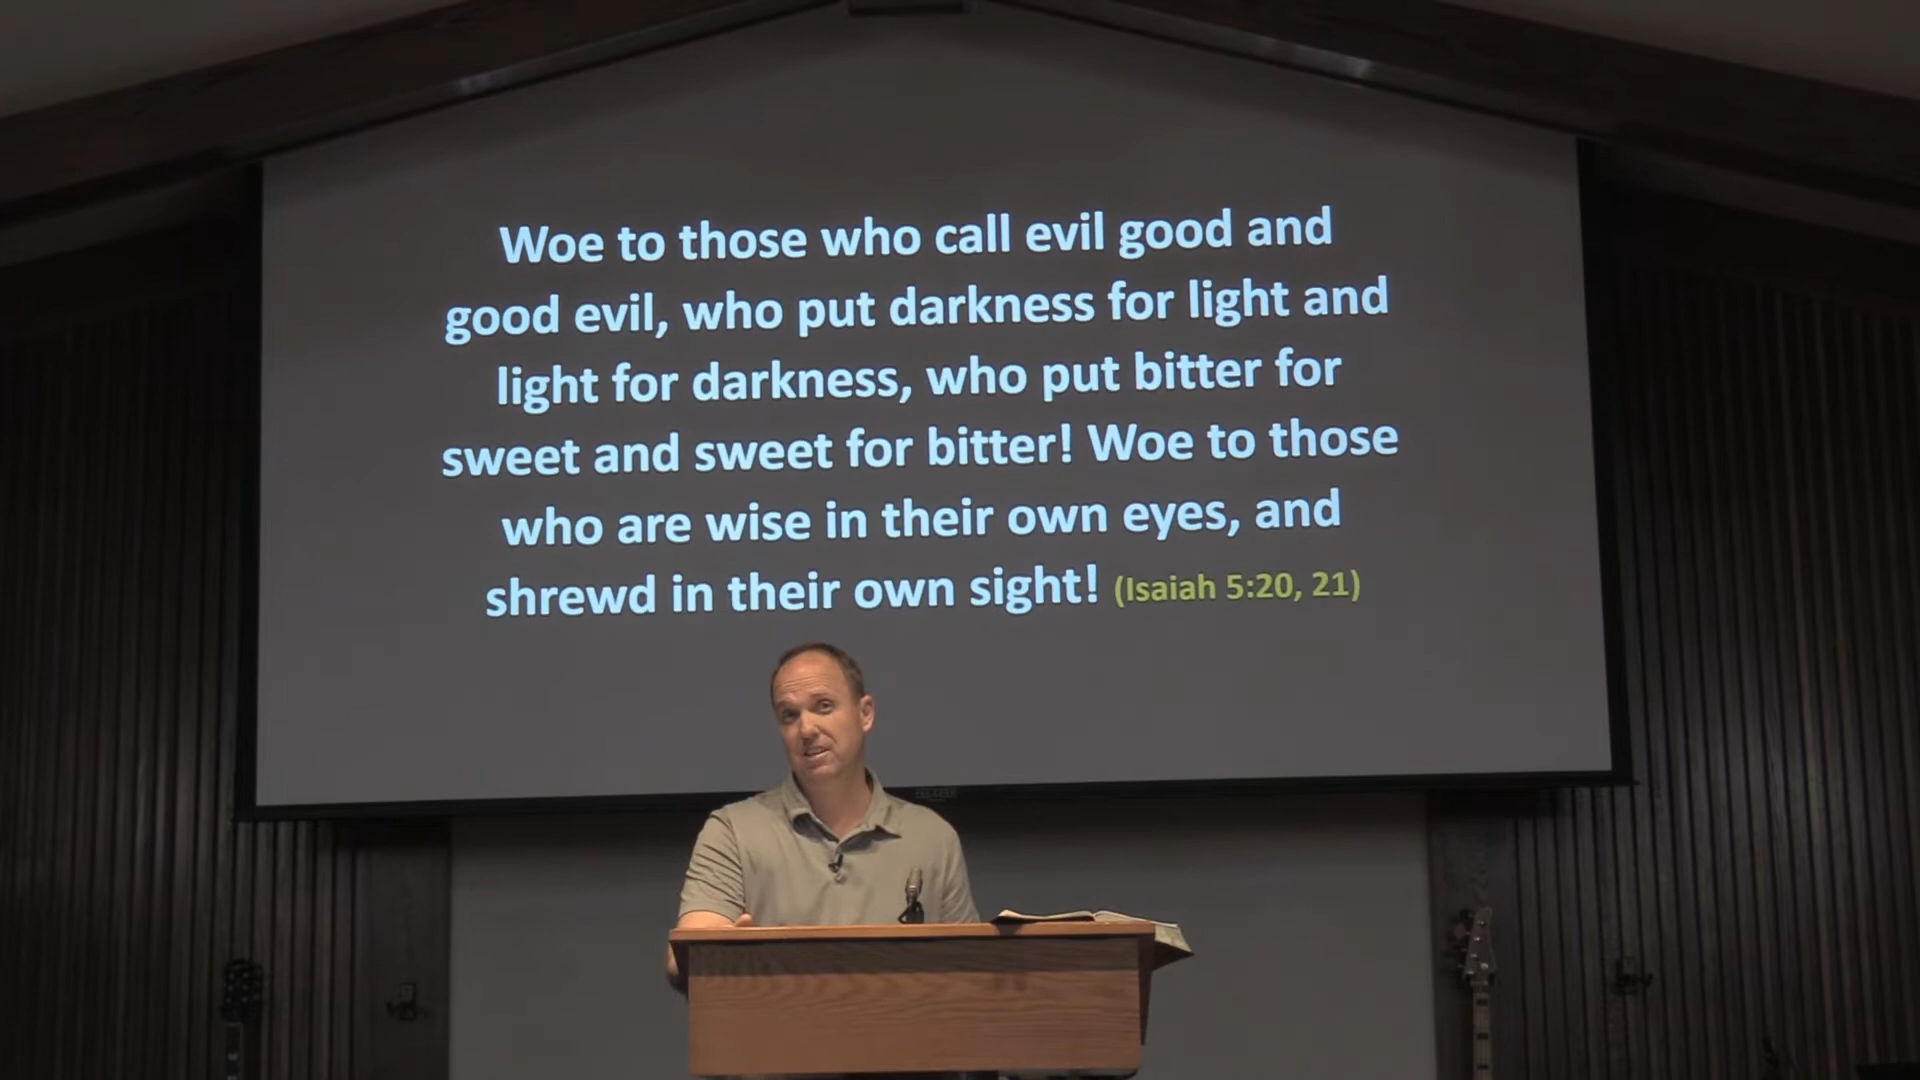 Woe to those who call evil good and
good evil, who put darkness for light and
light for darkness, who put bitter for
sweet and sweet for bitter! Woe to those
who are wise in their own eyes, and
shrewd in their own sight! (Isaiah 5:20, 21)